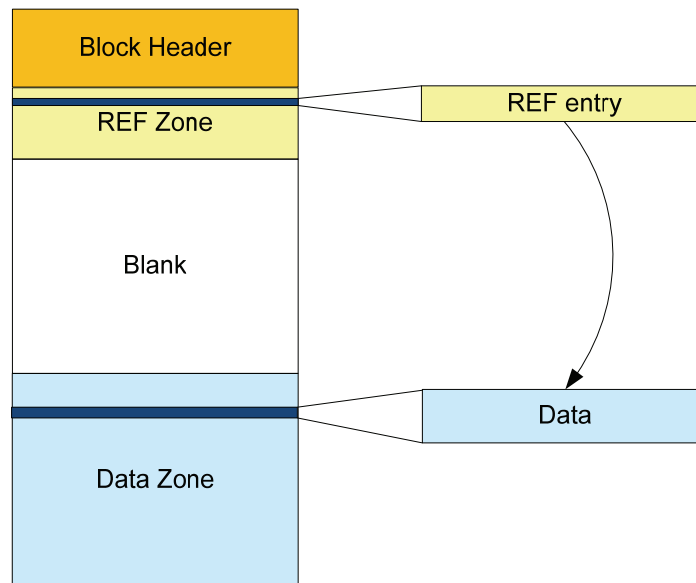 Block Header
REF Zone
REF entry
Blank
Data
Data Zone